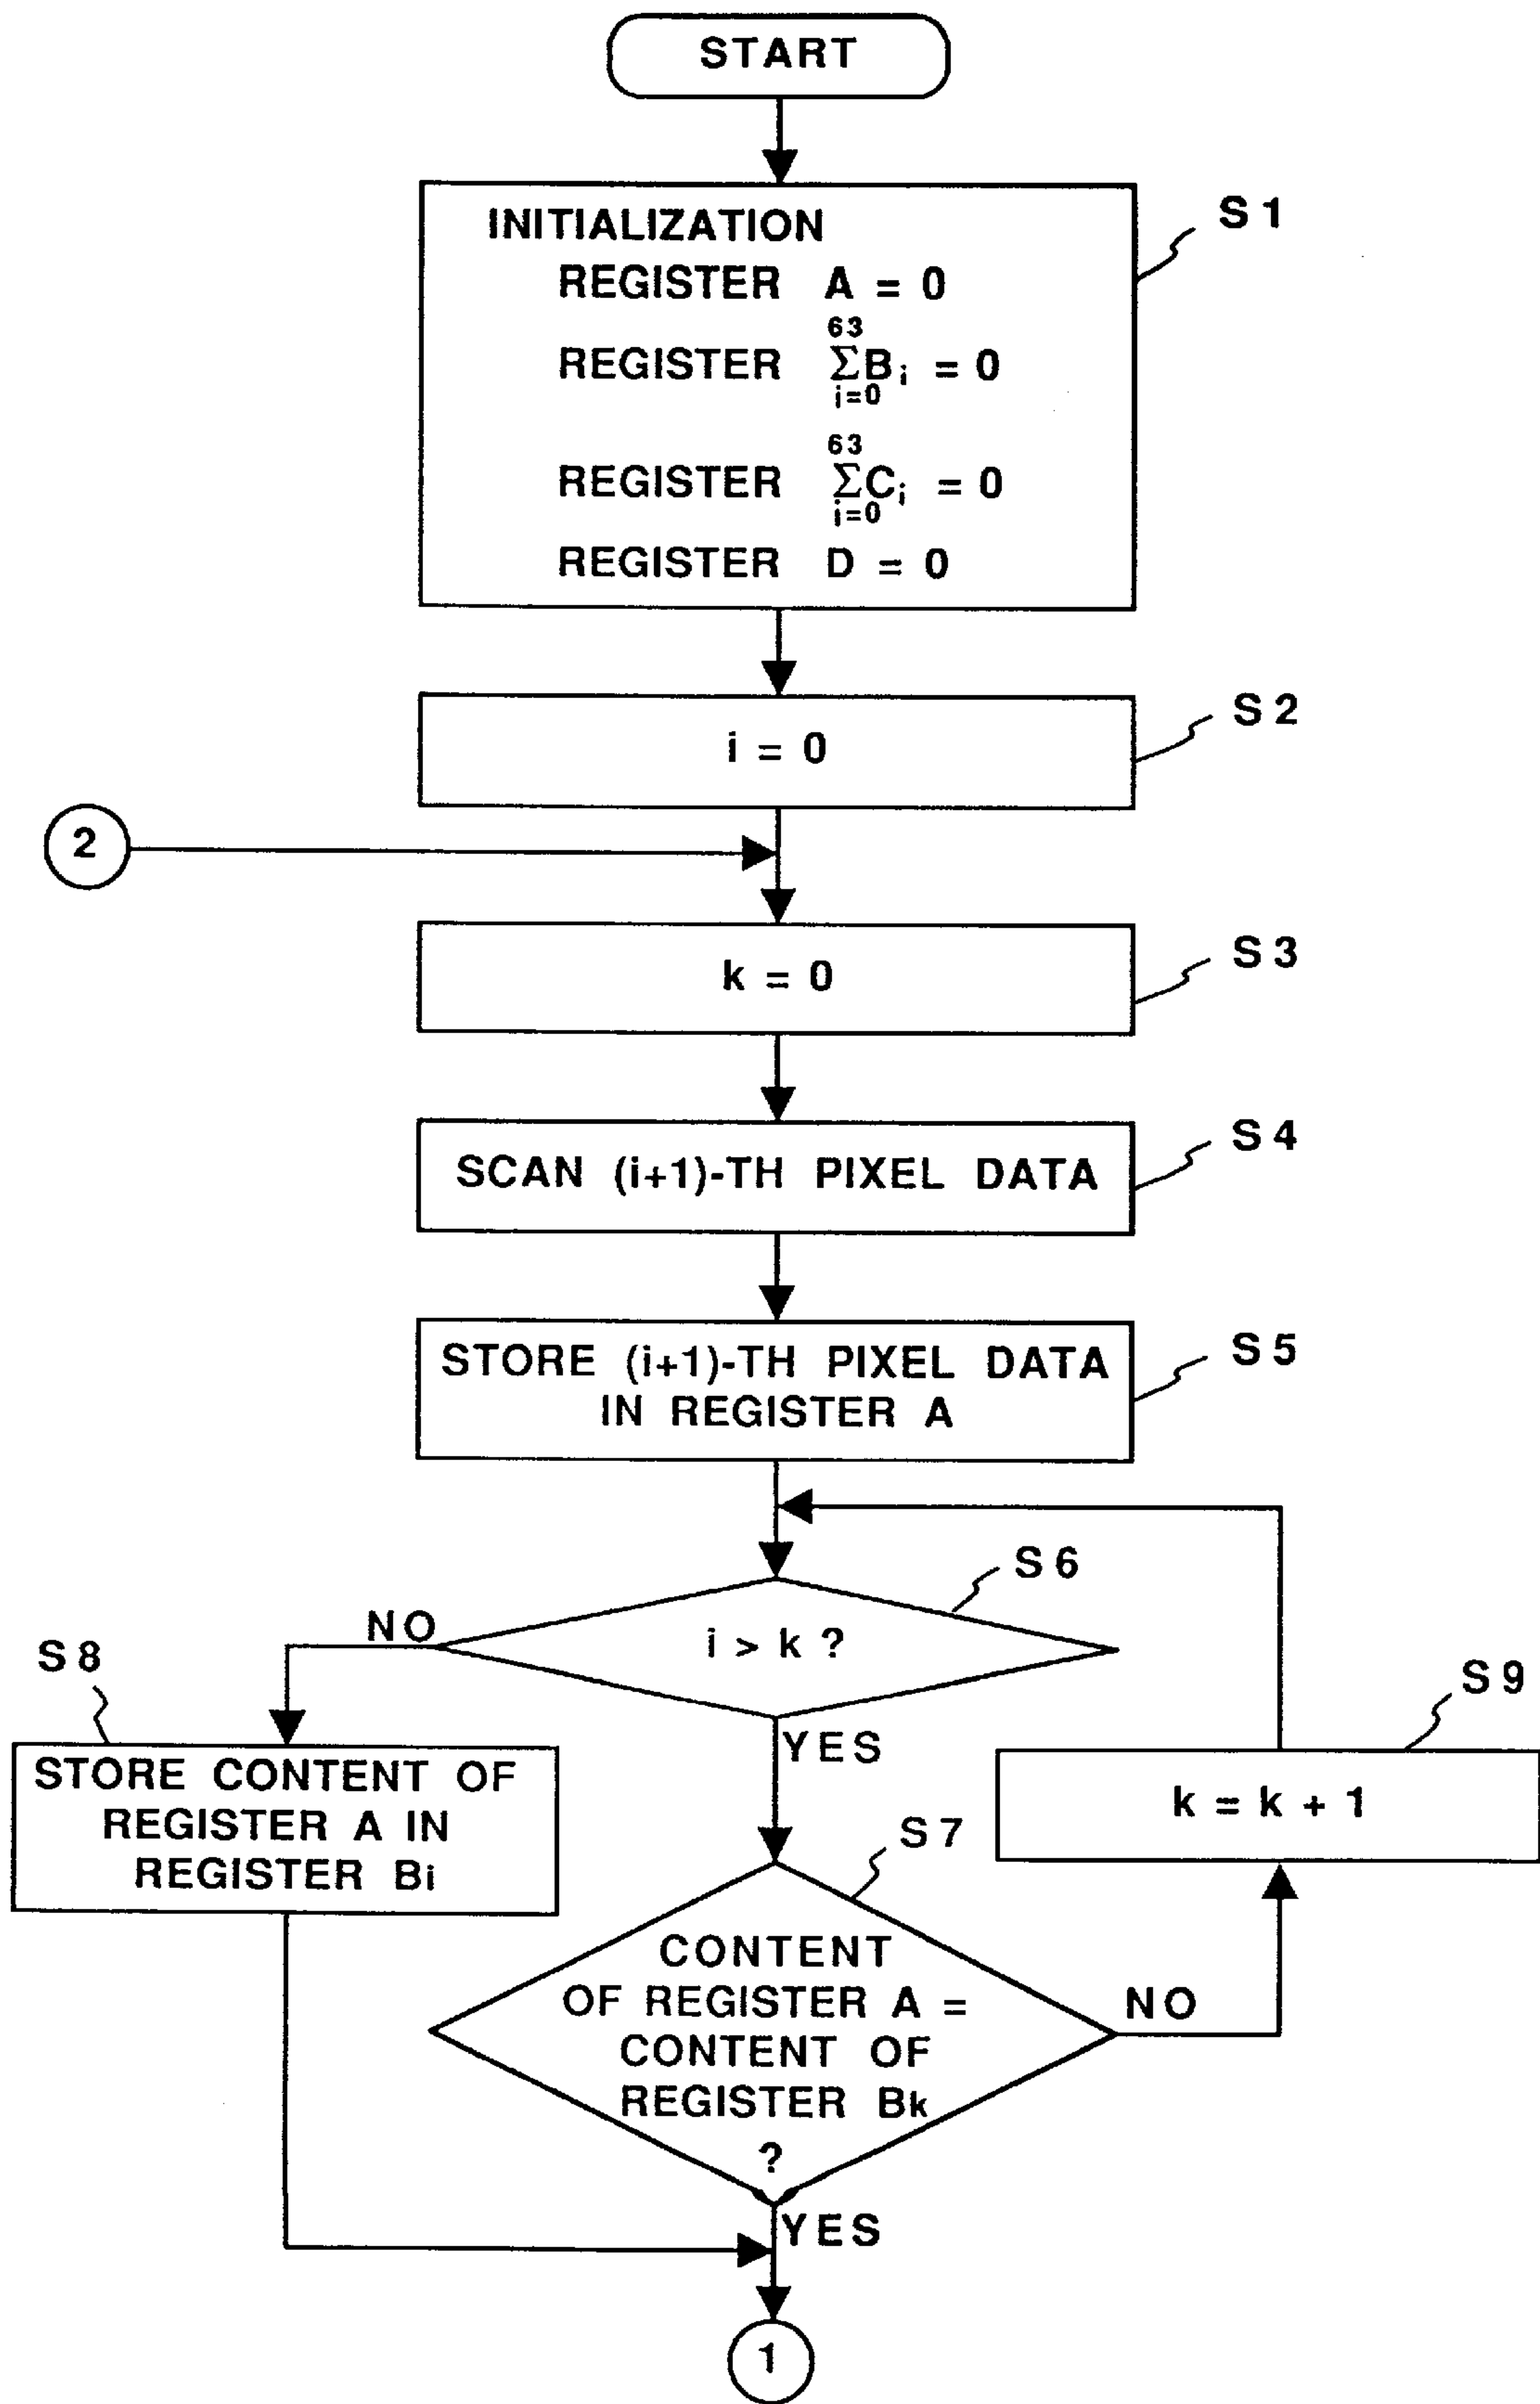 START
INITIALIZATION
REGISTER A = 0
REGISTER 63 Σ i=0 Bi = 0
REGISTER 63 Σ i=0 Ci = 0
REGISTER D = 0
S1
i = 0
S2
2
k = 0
S3
SCAN (i+1)-TH PIXEL DATA
S4
STORE (i+1)-TH PIXEL DATA
IN REGISTER A
S5
i > k ?
S6
NO
YES
S8
STORE CONTENT OF
REGISTER A IN
REGISTER Bi
S9
k = k + 1
S7
CONTENT
OF REGISTER A =
CONTENT OF
REGISTER Bk
?
NO
YES
1